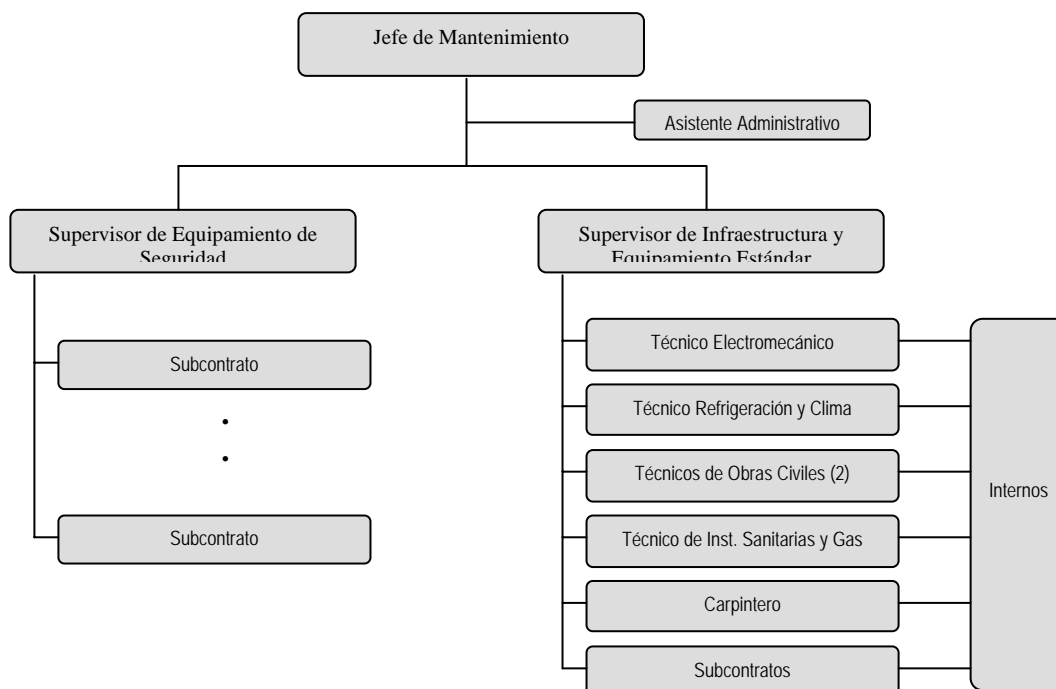 Jefe de Mantenimiento
Asistente Administrativo
Supervisor de Equipamiento de
Seguridad
Supervisor de Infraestructura y
Equipamiento Estándar
Subcontrato
Subcontrato
Técnico Electromecánico
Técnico Refrigeración y Clima
Técnicos de Obras Civiles (2)
Técnico de Inst. Sanitarias y Gas
Carpintero
Subcontratos
Internos